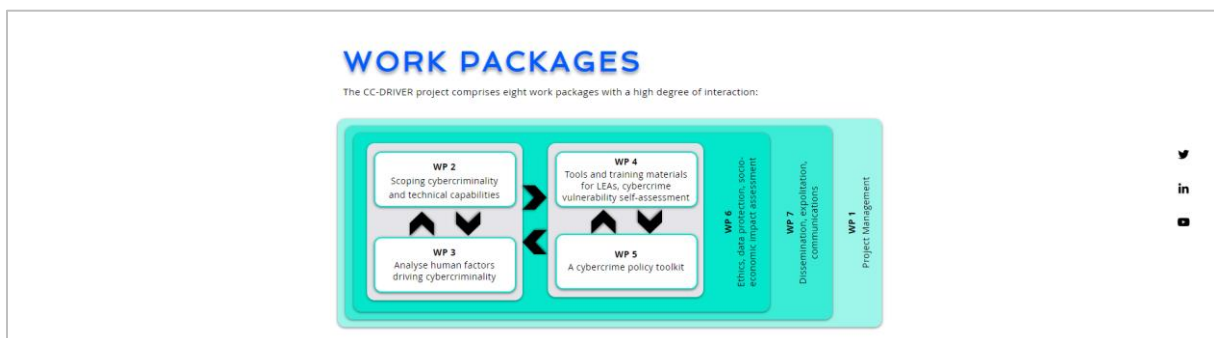 WORK PACKAGES
The CC-DRIVER project comprises eight work packages with a high degree of interaction:
WP 2
Scoping cybercriminality
and technical capabilities
WP 3
Analyse human factors
driving cybercriminality
WP 4
Tools and training materials
for LEAs, cybercrime
vulnerability self-assessment
WP 5
A cybercrime policy toolkit
WP 6
Ethics, data protection, socio-
economic impact assessment
WP 7
Dissemination, expolitation,
communications
WP 1
Project Management
in